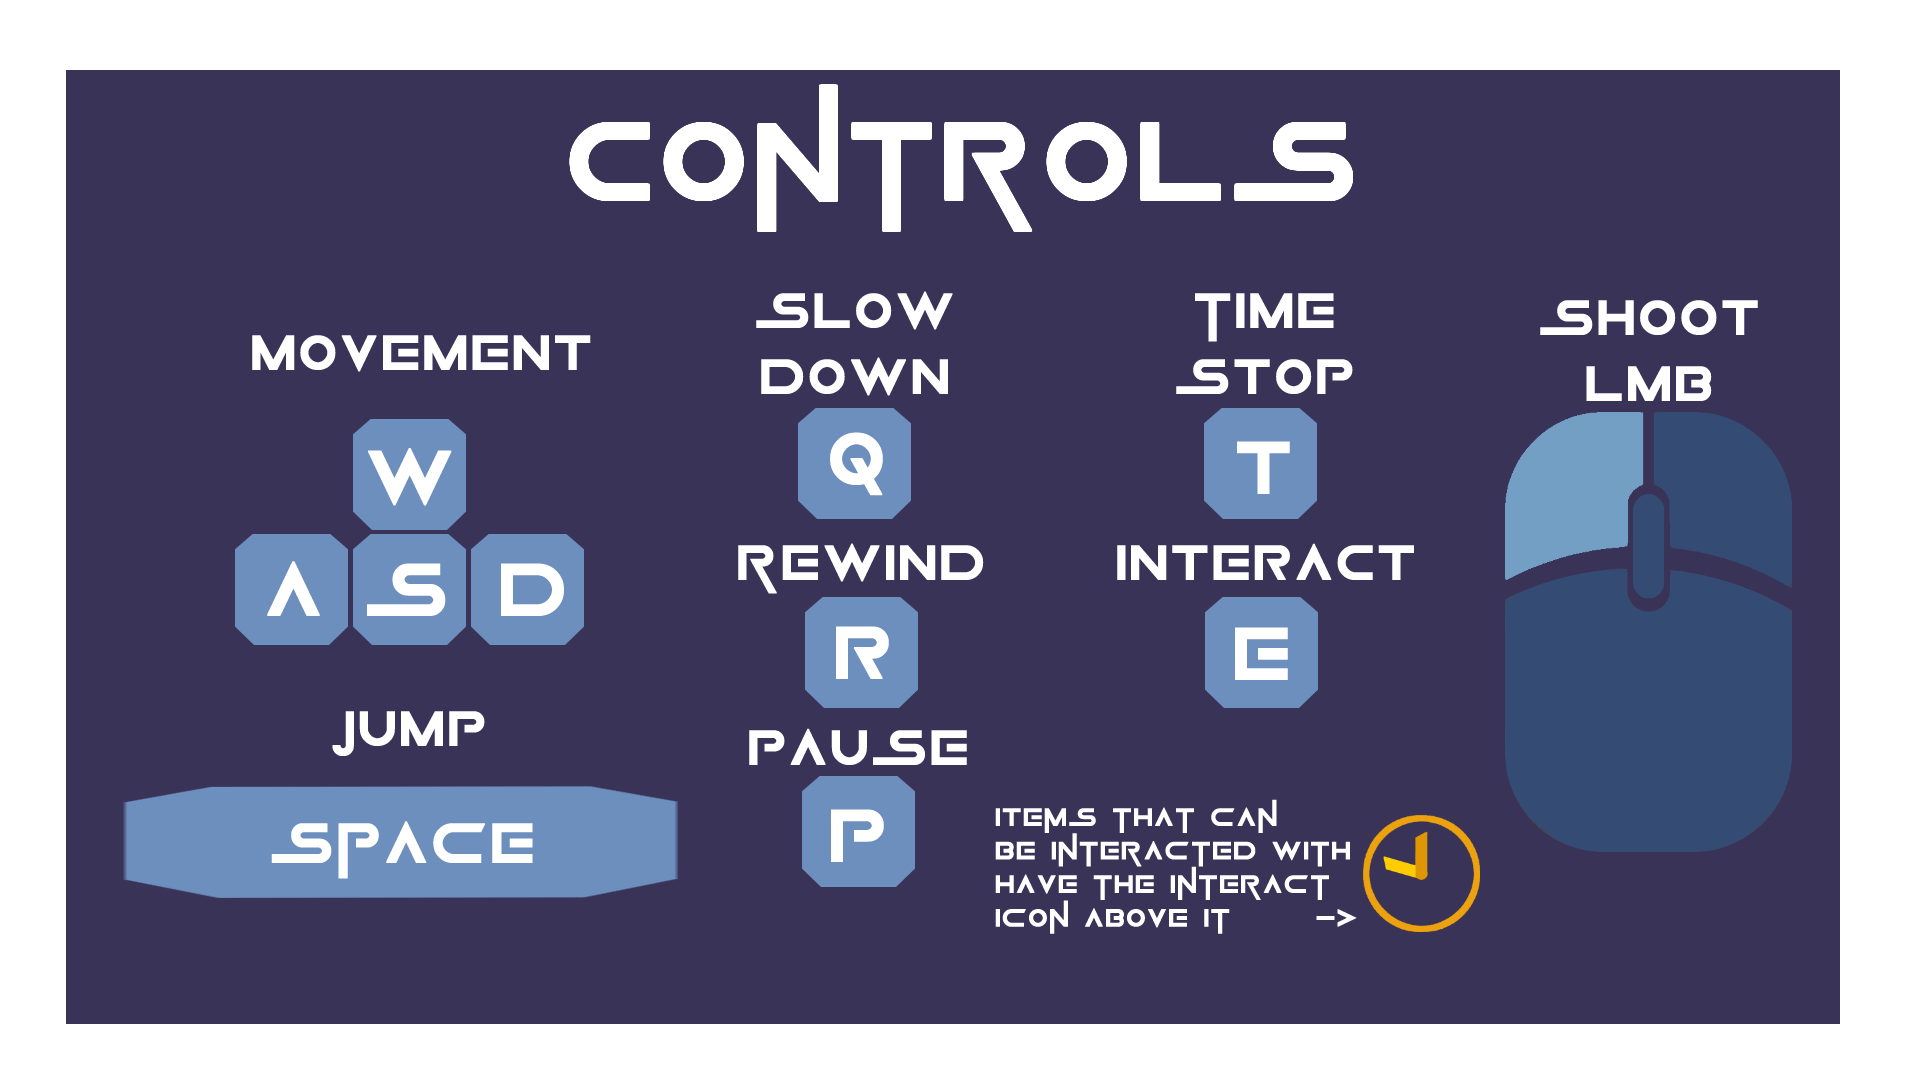 CONTROLS
MOVEMENT
W
A S D
JUMP
SPACE
SLOW
DOWN
Q
REWIND
R
PAUSE
P
TIME
STOP
T
INTERACT
E
ITEMS THAT CAN
BE INTERACTED WITH
HAVE THE INTERACT
ICON ABOVE IT ->
SHOOT
LMB